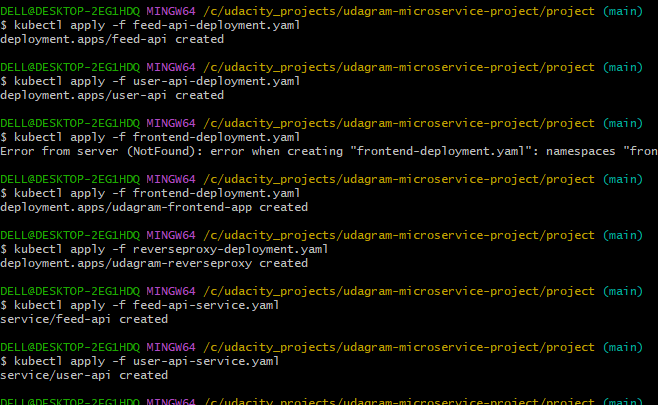 DELL@DESKTOP-2EG1HDQ MINGW64 /c/udacity_projects/udagram-microservice-project/project (main)
$ kubectl apply -f feed-api-deployment.yaml
deployment.apps/feed-api created
DELL@DESKTOP-2EG1HDQ MINGW64 /c/udacity_projects/udagram-microservice-project/project (main)
$ kubectl apply -f user-api-deployment.yaml
deployment.apps/user-api created
DELL@DESKTOP-2EG1HDQ MINGW64 /c/udacity_projects/udagram-microservice-project/project (main)
$ kubectl apply -f frontend-deployment.yaml
Error from server (NotFound): error when creating "frontend-deployment.yaml": namespaces "fron
DELL@DESKTOP-2EG1HDQ MINGW64 /c/udacity_projects/udagram-microservice-project/project (main)
$ kubectl apply -f frontend-deployment.yaml
deployment.apps/udagram-frontend-app created
DELL@DESKTOP-2EG1HDQ MINGW64 /c/udacity_projects/udagram-microservice-project/project (main)
$ kubectl apply -f reverseproxy-deployment.yaml
deployment.apps/udagram-reverseproxy created
DELL@DESKTOP-2EG1HDQ MINGW64 /c/udacity_projects/udagram-microservice-project/project (main)
$ kubectl apply -f feed-api-service.yaml
service/feed-api created
DELL@DESKTOP-2EG1HDQ MINGW64 /c/udacity_projects/udagram-microservice-project/project (main)
$ kubectl apply -f user-api-service.yaml
service/user-api created
DELL@DESKTOP-2EG1HDQ MINGW64 /c/udacity_projects/udagram-microservice-project/project (main)